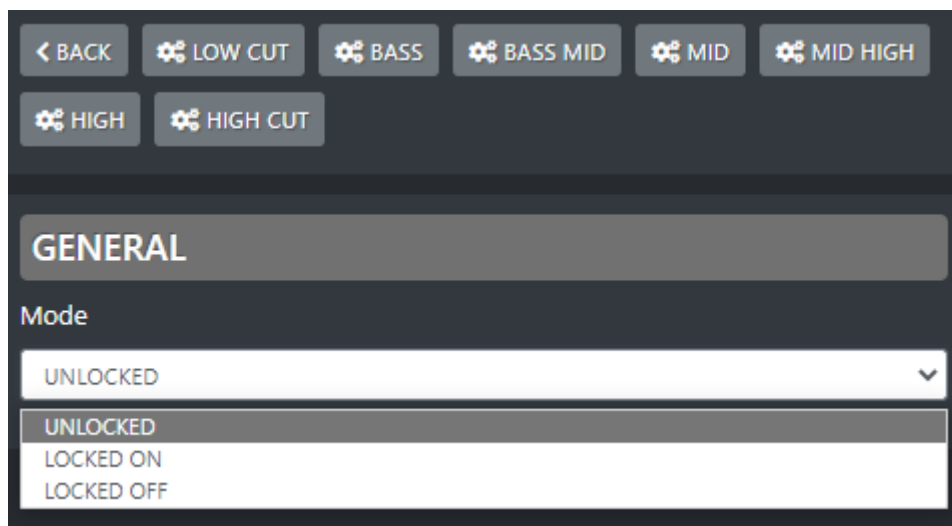 BACK LOW CUT BASS BASS MID MID MID HIGH
HIGH HIGH CUT
GENERAL
Mode
UNLOCKED
UNLOCKED
LOCKED ON
LOCKED OFF